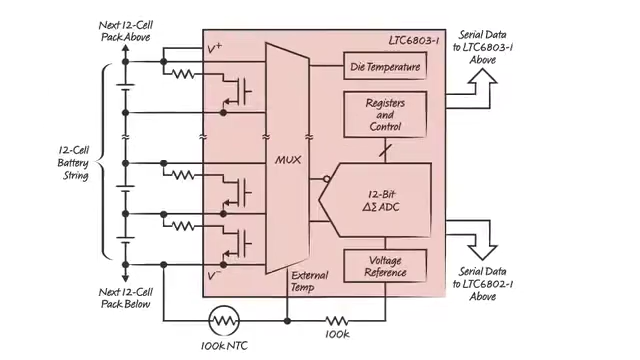 Next 12-Cell
Pack Above
V+
LTC6803-1
Serial Data
to LTC6803-1
Above
Die Temperature
Registers
and
Control
12-Cell
Battery
String
MUX
12-Bit
ΔΣ ADC
Voltage
Reference
V−
External
Temp
Next 12-Cell
Pack Below
Serial Data
to LTC6802-1
Above
100k NTC
100k